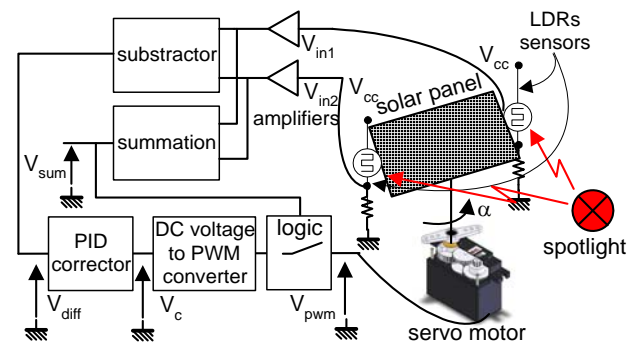 LDRs
sensors
substractor
V_in1
V_cc
V_in2
V_cc
solar panel
amplifiers
summation
V_sum
α
logic
spotlight
PID
corrector
DC voltage
to PWM
converter
V_diff
V_c
V_pwm
servo motor